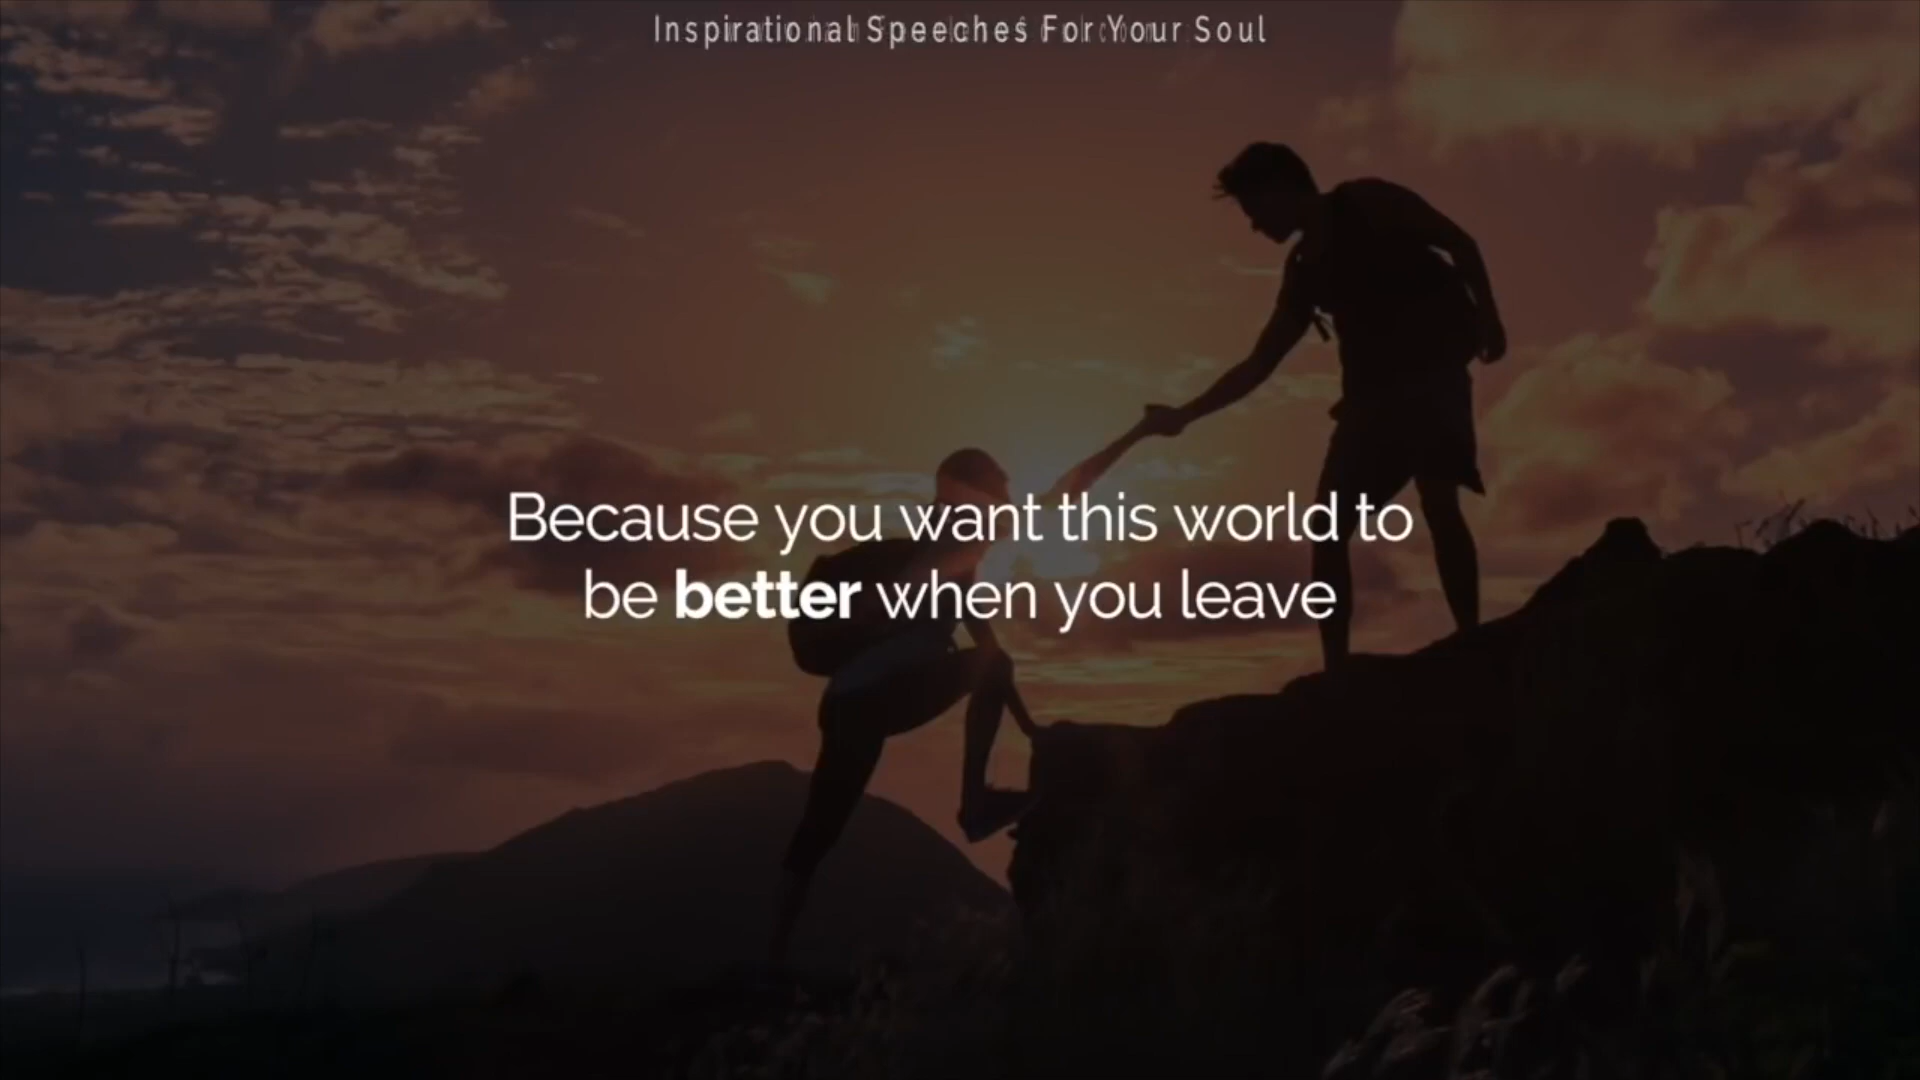 Inspirational Speeches For Your Soul
Because you want this world to
be better when you leave